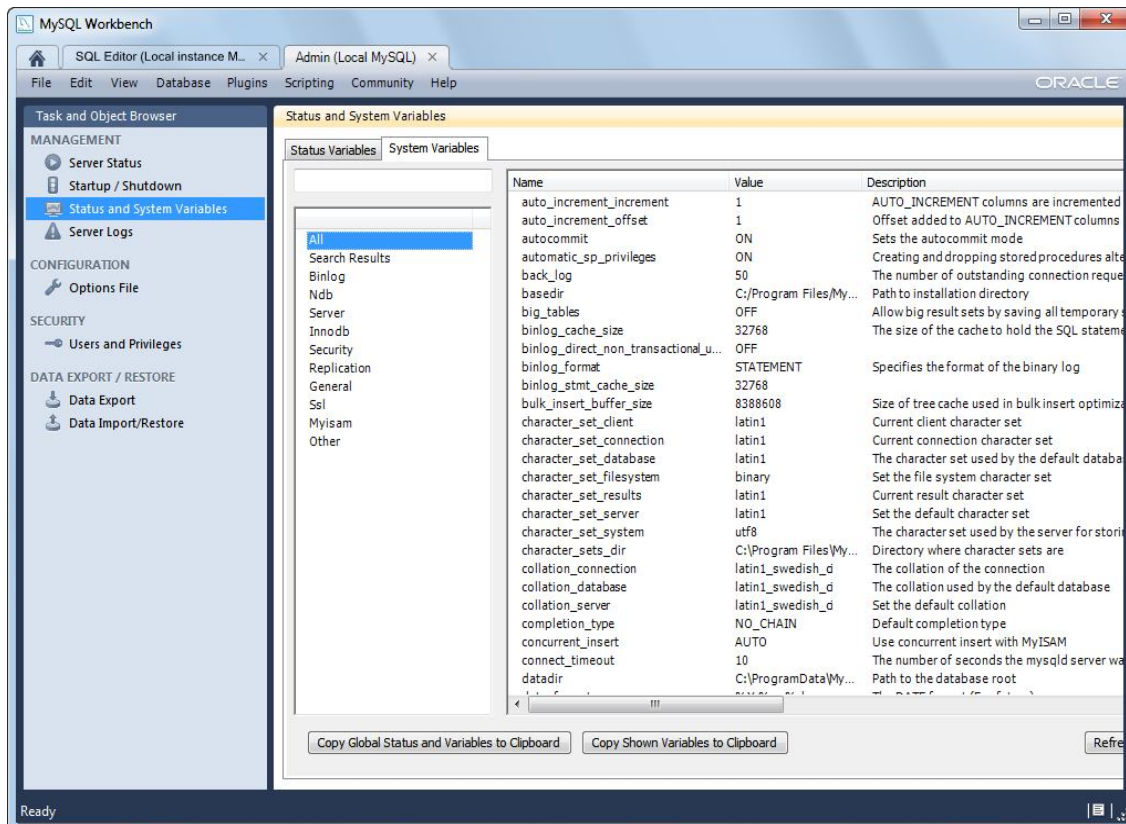 MySQL Workbench
SQL Editor (Local instance M... Admin (Local MySQL)
File Edit View Database Plugins Scripting Community Help ORACLE
Task and Object Browser
MANAGEMENT
Server Status
Startup / Shutdown
Status and System Variables
Server Logs
CONFIGURATION
Options File
SECURITY
Users and Privileges
DATA EXPORT / RESTORE
Data Export
Data Import/Restore
Status and System Variables
Status Variables System Variables
All
Search Results
Binlog
Ndb
Server
Innodb
Security
Replication
General
Ssl
Myisam
Other
Name Value Description
auto_increment_increment 1 AUTO_INCREMENT columns are incremented
auto_increment_offset 1 Offset added to AUTO_INCREMENT columns
autocommit ON Sets the autocommit mode
automatic_sp_privileges ON Creating and dropping stored procedures alte
back_log 50 The number of outstanding connection reque
basedir C:/Program Files/My... Path to installation directory
big_tables OFF Allow big result sets by saving all temporary s
binlog_cache_size 32768 The size of the cache to hold the SQL stateme
binlog_direct_non_transactional_u... OFF
binlog_format STATEMENT Specifies the format of the binary log
binlog_stmt_cache_size 32768
bulk_insert_buffer_size 8388608 Size of tree cache used in bulk insert optimiza
character_set_client latin1 Current client character set
character_set_connection latin1 Current connection character set
character_set_database latin1 The character set used by the default databa
character_set_filesystem binary Set the file system character set
character_set_results latin1 Current result character set
character_set_server latin1 Set the default character set
character_set_system utf8 The character set used by the server for storin
character_sets_dir C:\Program Files\My... Directory where character sets are
collation_connection latin1_swedish_ci The collation of the connection
collation_database latin1_swedish_ci The collation used by the default database
collation_server latin1_swedish_ci Set the default collation
completion_type NO_CHAIN Default completion type
concurrent_insert AUTO Use concurrent insert with MyISAM
connect_timeout 10 The number of seconds the mysqld server wa
datadir C:\ProgramData\My... Path to the database root
Copy Global Status and Variables to Clipboard Copy Shown Variables to Clipboard Refre
Ready